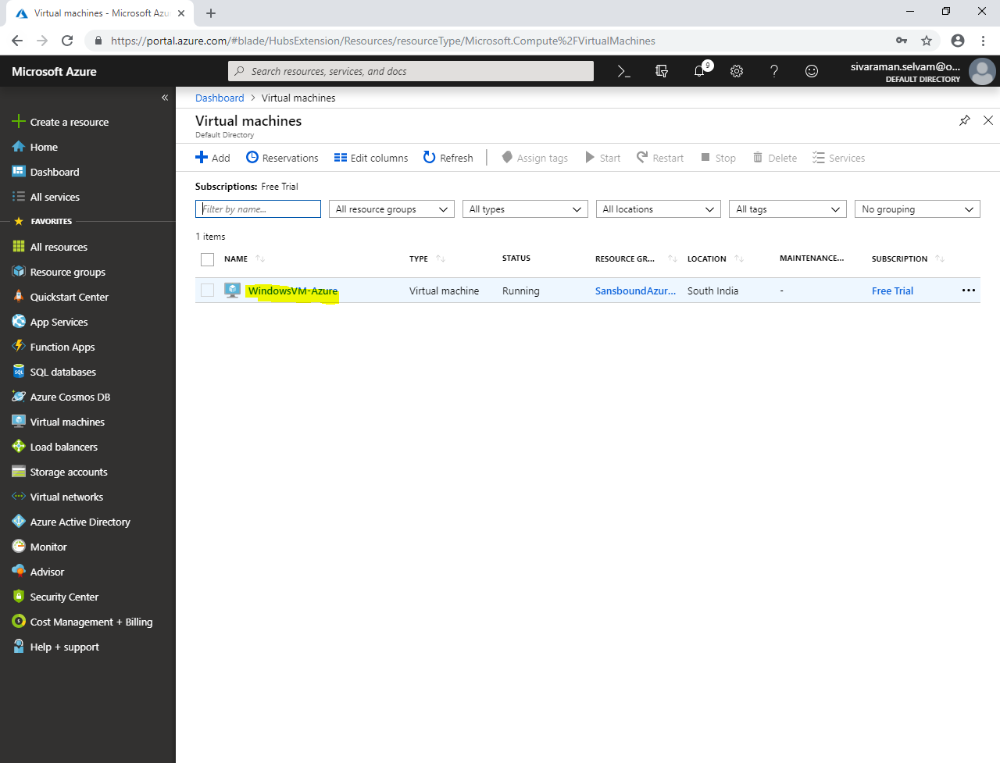 Virtual machines - Microsoft Azu
https://portal.azure.com/#blade/HubsExtension/Resources/resourceType/Microsoft.Compute%2FVirtualMachines
Microsoft Azure
Search resources, services, and docs
9
sivaraman.selvam@o...
DEFAULT DIRECTORY
«
Create a resource
Home
Dashboard
All services
FAVORITES
All resources
Resource groups
Quickstart Center
App Services
Function Apps
SQL databases
Azure Cosmos DB
Virtual machines
Load balancers
Storage accounts
Virtual networks
Azure Active Directory
Monitor
Advisor
Security Center
Cost Management + Billing
Help + support
Dashboard > Virtual machines
Virtual machines
Default Directory
Add Reservations Edit columns Refresh Assign tags Start Restart Stop Delete Services
Subscriptions: Free Trial
Filter by name... All resource groups All types All locations All tags No grouping
1 items
NAME TYPE STATUS RESOURCE GR... LOCATION MAINTENANCE... SUBSCRIPTION
WindowsVM-Azure Virtual machine Running SansboundAzur... South India - Free Trial